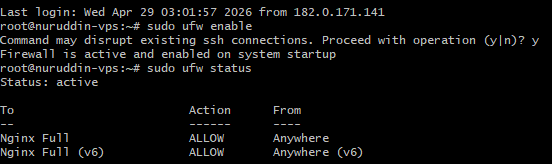 Last login: Wed Apr 29 03:01:57 2026 from 182.0.171.141
root@nuruddin-vps:~# sudo ufw enable
Command may disrupt existing ssh connections. Proceed with operation (y|n)? y
Firewall is active and enabled on system startup
root@nuruddin-vps:~# sudo ufw status
Status: active
To                         Action      From
--                         ------      ----
Nginx Full                 ALLOW       Anywhere
Nginx Full (v6)            ALLOW       Anywhere (v6)